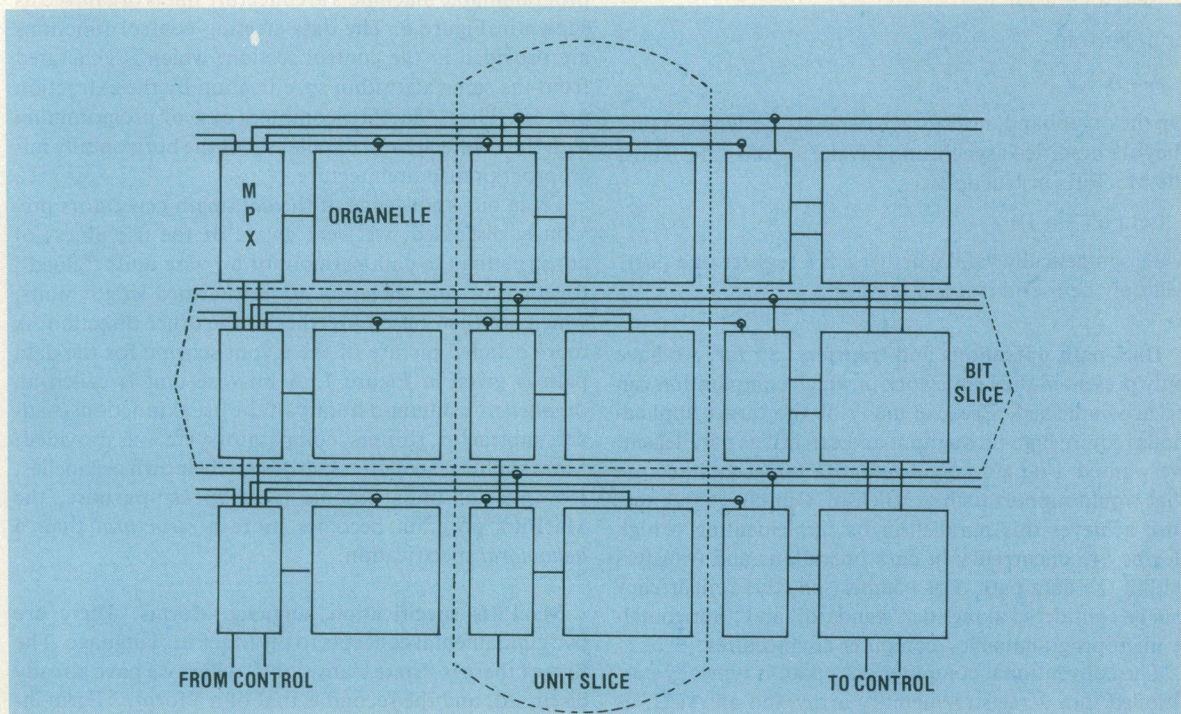 M
P
X
ORGANELLE
BIT
SLICE
FROM CONTROL
UNIT SLICE
TO CONTROL